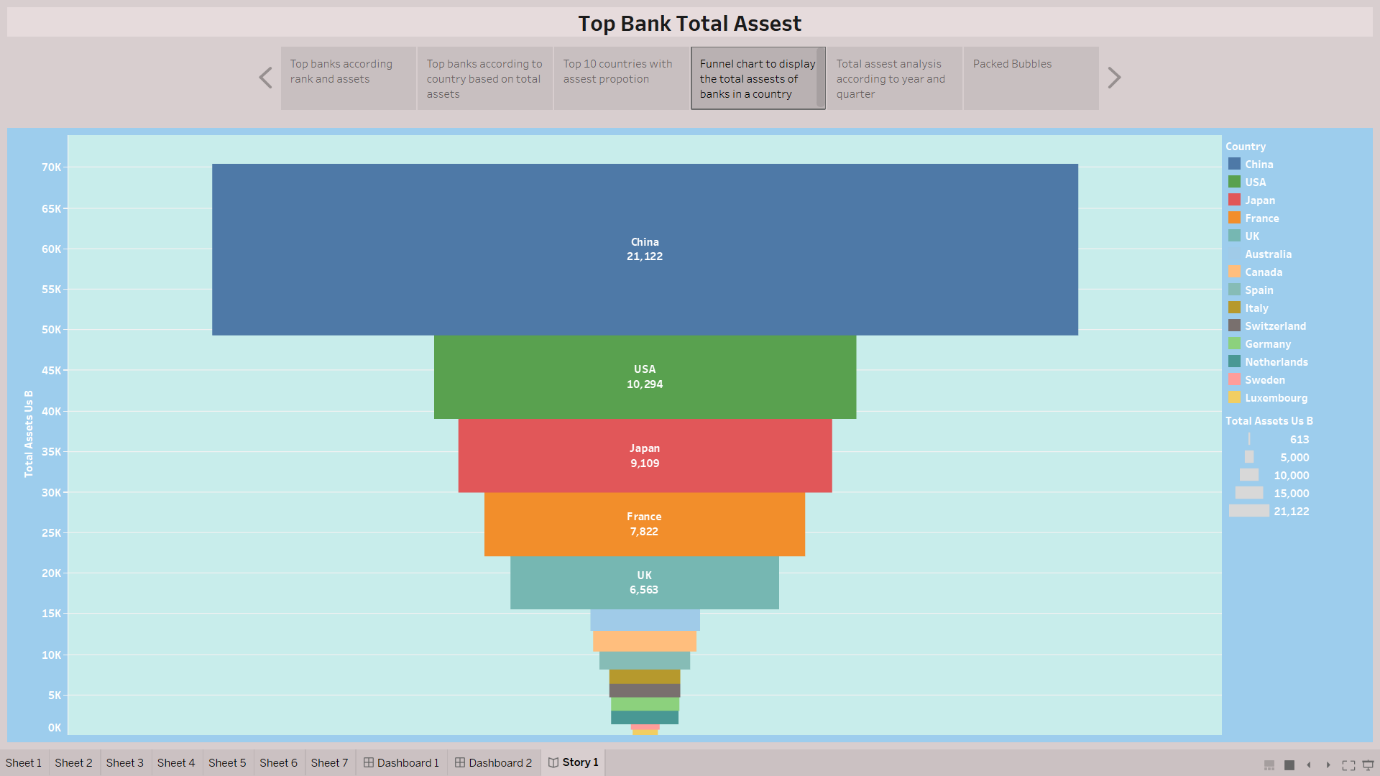 Top Bank Total Assest
Top banks according
rank and assets
Top banks according to
country based on total
assets
Top 10 countries with
assest propotion
Funnel chart to display
the total assests of
banks in a country
Total assest analysis
according to year and
quarter
Packed Bubbles
Total Assets Us B
70K
65K
60K
55K
50K
45K
40K
35K
30K
25K
20K
15K
10K
5K
0K
China
21,122
USA
10,294
Japan
9,109
France
7,822
UK
6,563
Country
China
USA
Japan
France
UK
Australia
Canada
Spain
Italy
Switzerland
Germany
Netherlands
Sweden
Luxembourg
Total Assets Us B
613
5,000
10,000
15,000
21,122
Sheet 1 Sheet 2 Sheet 3 Sheet 4 Sheet 5 Sheet 6 Sheet 7 Dashboard 1 Dashboard 2 Story 1